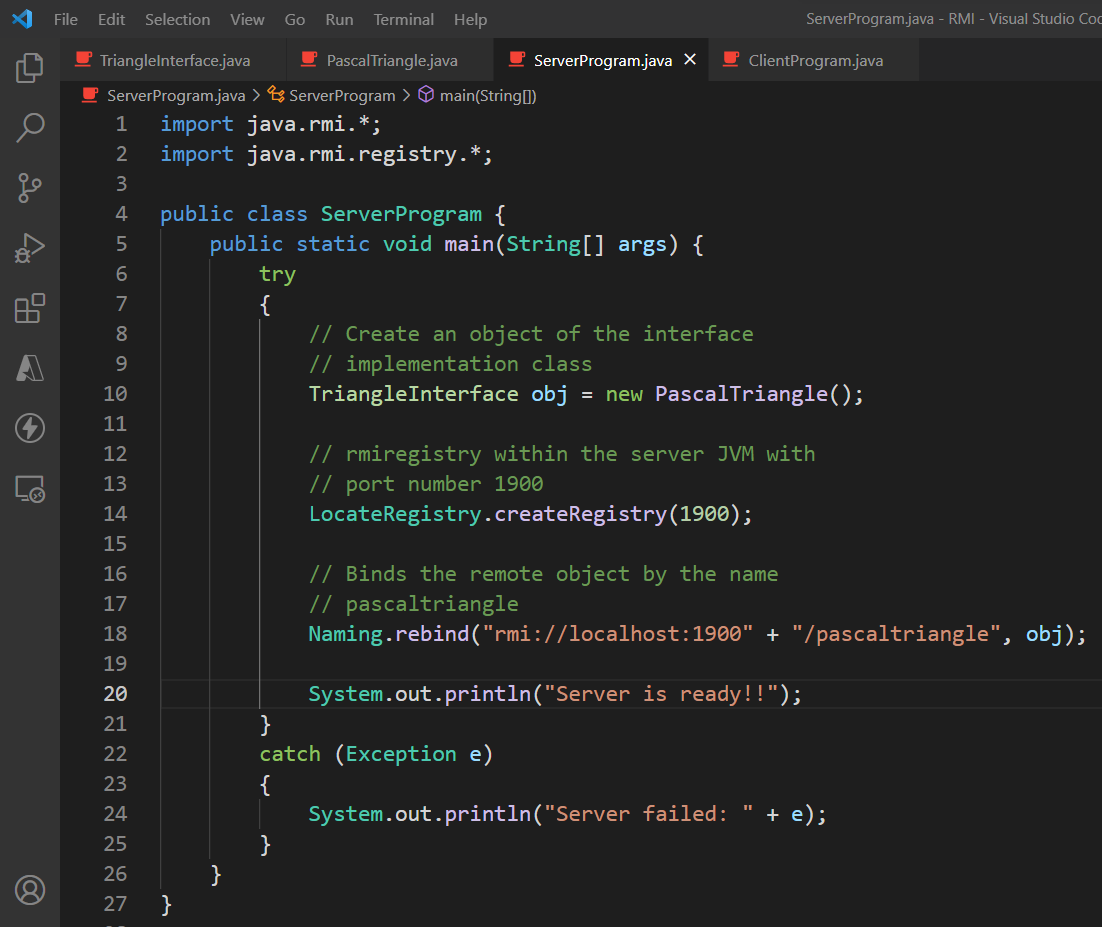 File Edit Selection View Go Run Terminal Help ServerProgram.java - RMI - Visual Studio
TriangleInterface.java PascalTriangle.java ServerProgram.java × ClientProgram.java
ServerProgram.java > ServerProgram > main(String[])
1 import java.rmi.*;
2 import java.rmi.registry.*;
3
4 public class ServerProgram {
5 public static void main(String[] args) {
6 try
7 {
8 // Create an object of the interface
9 // implementation class
10 TriangleInterface obj = new PascalTriangle();
11
12 // rmiregistry within the server JVM with
13 // port number 1900
14 LocateRegistry.createRegistry(1900);
15
16 // Binds the remote object by the name
17 // pascaltriangle
18 Naming.rebind("rmi://localhost:1900" + "/pascaltriangle", obj);
19
20 System.out.println("Server is ready!!");
21 }
22 catch (Exception e)
23 {
24 System.out.println("Server failed: " + e);
25 }
26 }
27 }